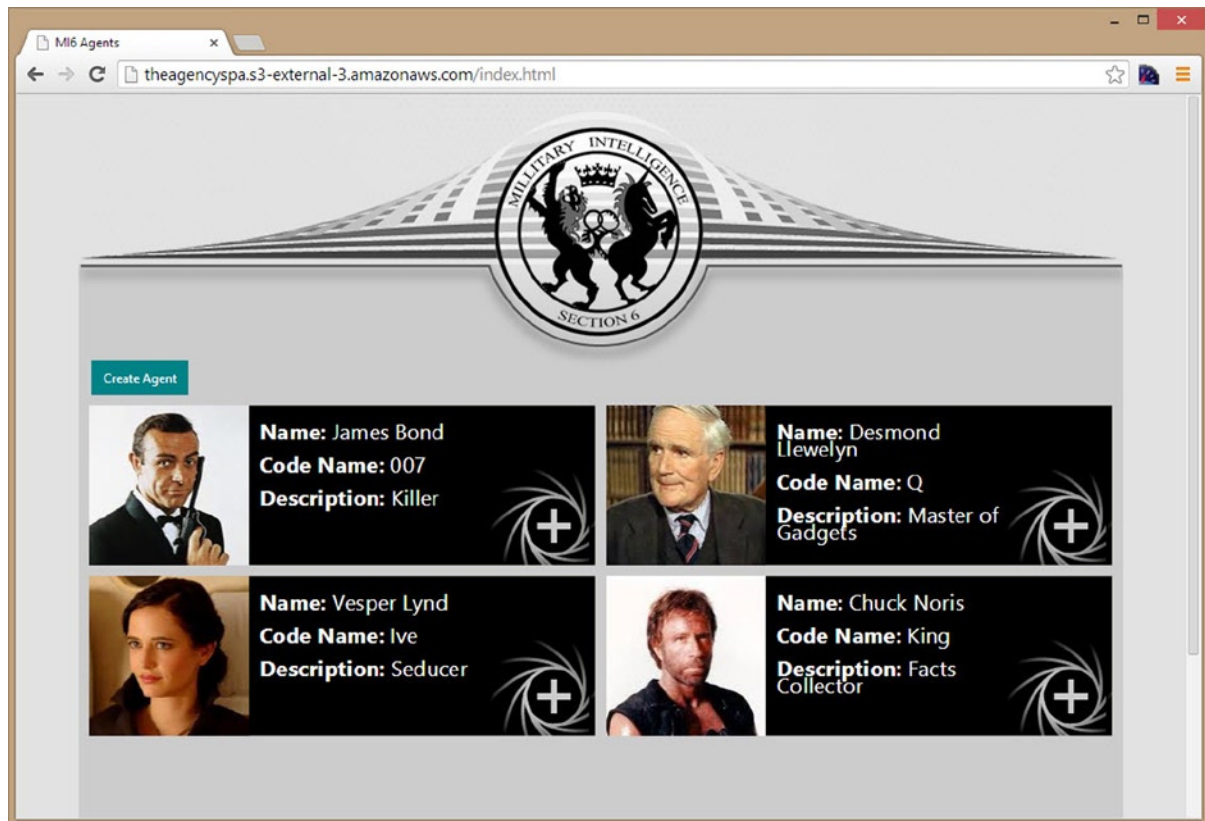 MI6 Agents
theagencyspa.s3-external-3.amazonaws.com/index.html
MILLITARY INTELLIGENCE
SECTION 6
Create Agent
Name: James Bond
Code Name: 007
Description: Killer
Name: Desmond
Llewelyn
Code Name: Q
Description: Master of
Gadgets
Name: Vesper Lynd
Code Name: Ive
Description: Seducer
Name: Chuck Noris
Code Name: King
Description: Facts
Collector